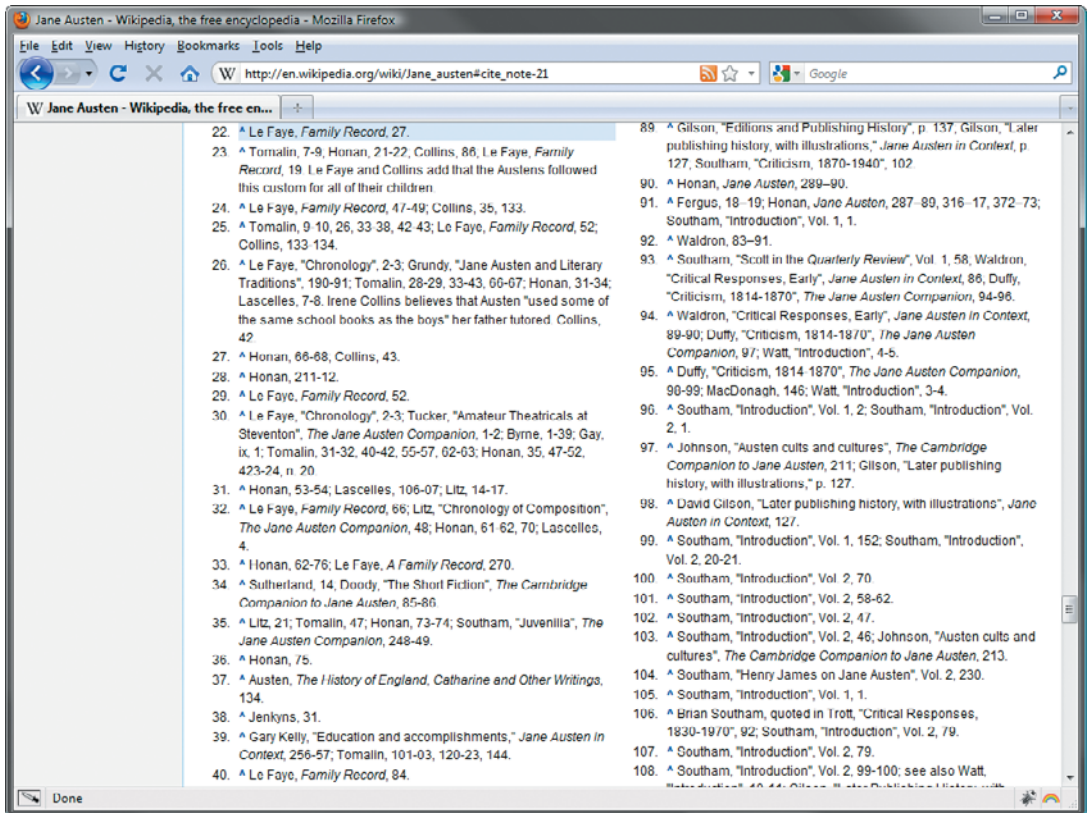 Jane Austen - Wikipedia, the free encyclopedia - Mozilla Firefox
File Edit View History Bookmarks Tools Help
W http://en.wikipedia.org/wiki/Jane_austen#cite_note-21
Google
W Jane Austen - Wikipedia, the free en...
22. ^ Le Faye, Family Record, 27.
23. ^ Tomalin, 7-9, Honan, 21-22, Collins, 86, Le Faye, Family
Record, 19. Le Faye and Collins add that the Austens followed
this custom for all of their children.
24. ^ Le Faye, Family Record, 47-49; Collins, 35, 133.
25. ^ Tomalin, 9-10, 26, 33-38, 42-43; Le Faye, Family Record, 52;
Collins, 133-134.
26. ^ Le Faye, "Chronology", 2-3; Grundy, "Jane Austen and Literary
Traditions", 190-91; Tomalin, 28-29, 33-43, 66-67; Honan, 31-34;
Lascelles, 7-8. Irene Collins believes that Austen "used some of
the same school books as the boys" her father tutored. Collins,
42.
27. ^ Honan, 66-68; Collins, 43.
28. ^ Honan, 211-12.
29. ^ Le Faye, Family Record, 52.
30. ^ Le Faye, "Chronology", 2-3; Tucker, "Amateur Theatricals at
Steventon", The Jane Austen Companion, 1-2; Byrne, 1-39; Gay,
ix, 1; Tomalin, 31-32, 40-42, 55-57, 62-63; Honan, 35, 47-52,
423-24, n. 20.
31. ^ Honan, 53-54; Lascelles, 106-07; Litz, 14-17.
32. ^ Le Faye, Family Record, 66; Litz, "Chronology of Composition",
The Jane Austen Companion, 48; Honan, 61-62, 70; Lascelles,
4.
33. ^ Honan, 62-76; Le Faye, A Family Record, 270.
34. ^ Sutherland, 14, Doody, "The Short Fiction", The Cambridge
Companion to Jane Austen, 85-86.
35. ^ Litz, 21; Tomalin, 47; Honan, 73-74; Southam, "Juvenilia", The
Jane Austen Companion, 248-49.
36. ^ Honan, 75.
37. ^ Austen, The History of England, Catharine and Other Writings,
134.
38. ^ Jenkyns, 31.
39. ^ Gary Kelly, "Education and accomplishments," Jane Austen in
Context, 256-57; Tomalin, 101-03, 120-23, 144.
40. ^ Le Faye, Family Record, 84.
89. ^ Gilson, "Editions and Publishing History", p. 137, Gilson, "Later
publishing history, with illustrations," Jane Austen in Context, p.
127, Southam, "Criticism, 1870-1940", 102.
90. ^ Honan, Jane Austen, 289–90.
91. ^ Fergus, 18–19; Honan, Jane Austen, 287–89, 316–17, 372–73;
Southam, "Introduction", Vol. 1, 1.
92. ^ Waldron, 83–91.
93. ^ Southam, "Scott in the Quarterly Review", Vol. 1, 58; Waldron,
"Critical Responses, Early", Jane Austen in Context, 86; Duffy,
"Criticism, 1814-1870", The Jane Austen Companion, 94-96.
94. ^ Waldron, "Critical Responses, Early", Jane Austen in Context,
89-90; Duffy, "Criticism, 1814-1870", The Jane Austen
Companion, 97; Watt, "Introduction", 4-5.
95. ^ Duffy, "Criticism, 1814-1870", The Jane Austen Companion,
98-99; MacDonagh, 146; Watt, "Introduction", 3-4.
96. ^ Southam, "Introduction", Vol. 1, 2; Southam, "Introduction", Vol.
2, 1.
97. ^ Johnson, "Austen cults and cultures", The Cambridge
Companion to Jane Austen, 211; Gilson, "Later publishing
history, with illustrations," p. 127.
98. ^ David Gilson, "Later publishing history, with illustrations", Jane
Austen in Context, 127.
99. ^ Southam, "Introduction", Vol. 1, 152; Southam, "Introduction",
Vol. 2, 20-21.
100. ^ Southam, "Introduction", Vol. 2, 70.
101. ^ Southam, "Introduction", Vol. 2, 58-62.
102. ^ Southam, "Introduction", Vol. 2, 47.
103. ^ Southam, "Introduction", Vol. 2, 46; Johnson, "Austen cults and
cultures", The Cambridge Companion to Jane Austen, 213.
104. ^ Southam, "Henry James on Jane Austen", Vol. 2, 230.
105. ^ Southam, "Introduction", Vol. 1, 1.
106. ^ Brian Southam, quoted in Trott, "Critical Responses,
1830-1970", 92; Southam, "Introduction", Vol. 2, 79.
107. ^ Southam, "Introduction", Vol. 2, 79.
108. ^ Southam, "Introduction", Vol. 2, 99-100; see also Watt,
Done